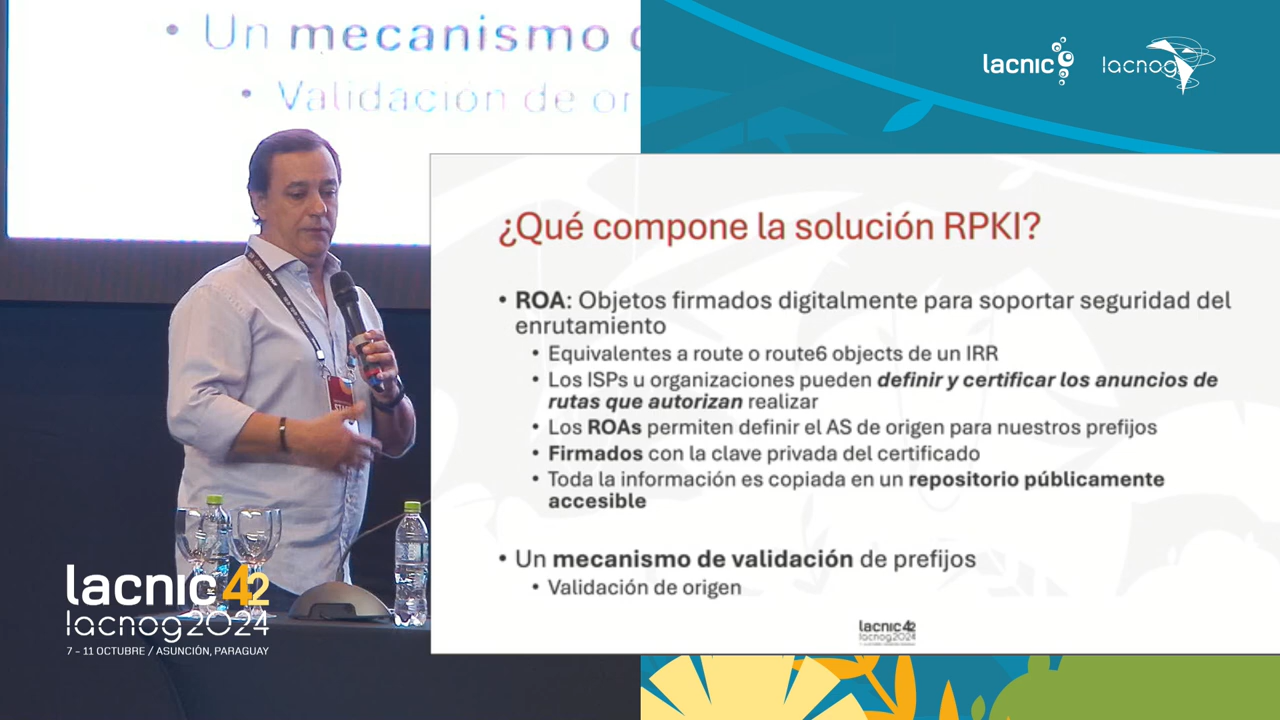 • Un mecanismo d
• Validación de or
lacnic
lacnog
¿Qué compone la solución RPKI?
• ROA: Objetos firmados digitalmente para soportar seguridad del
enrutamiento
• Equivalentes a route o route6 objects de un IRR
• Los ISPs u organizaciones pueden definir y certificar los anuncios de
rutas que autorizan realizar
• Los ROAs permiten definir el AS de origen para nuestros prefijos
• Firmados con la clave privada del certificado
• Toda la información es copiada en un repositorio públicamente
accesible
• Un mecanismo de validación de prefijos
• Validación de origen
lacnic 42
lacnog2024
lacnic 42
lacnog2024
7 - 11 OCTUBRE / ASUNCIÓN, PARAGUAY